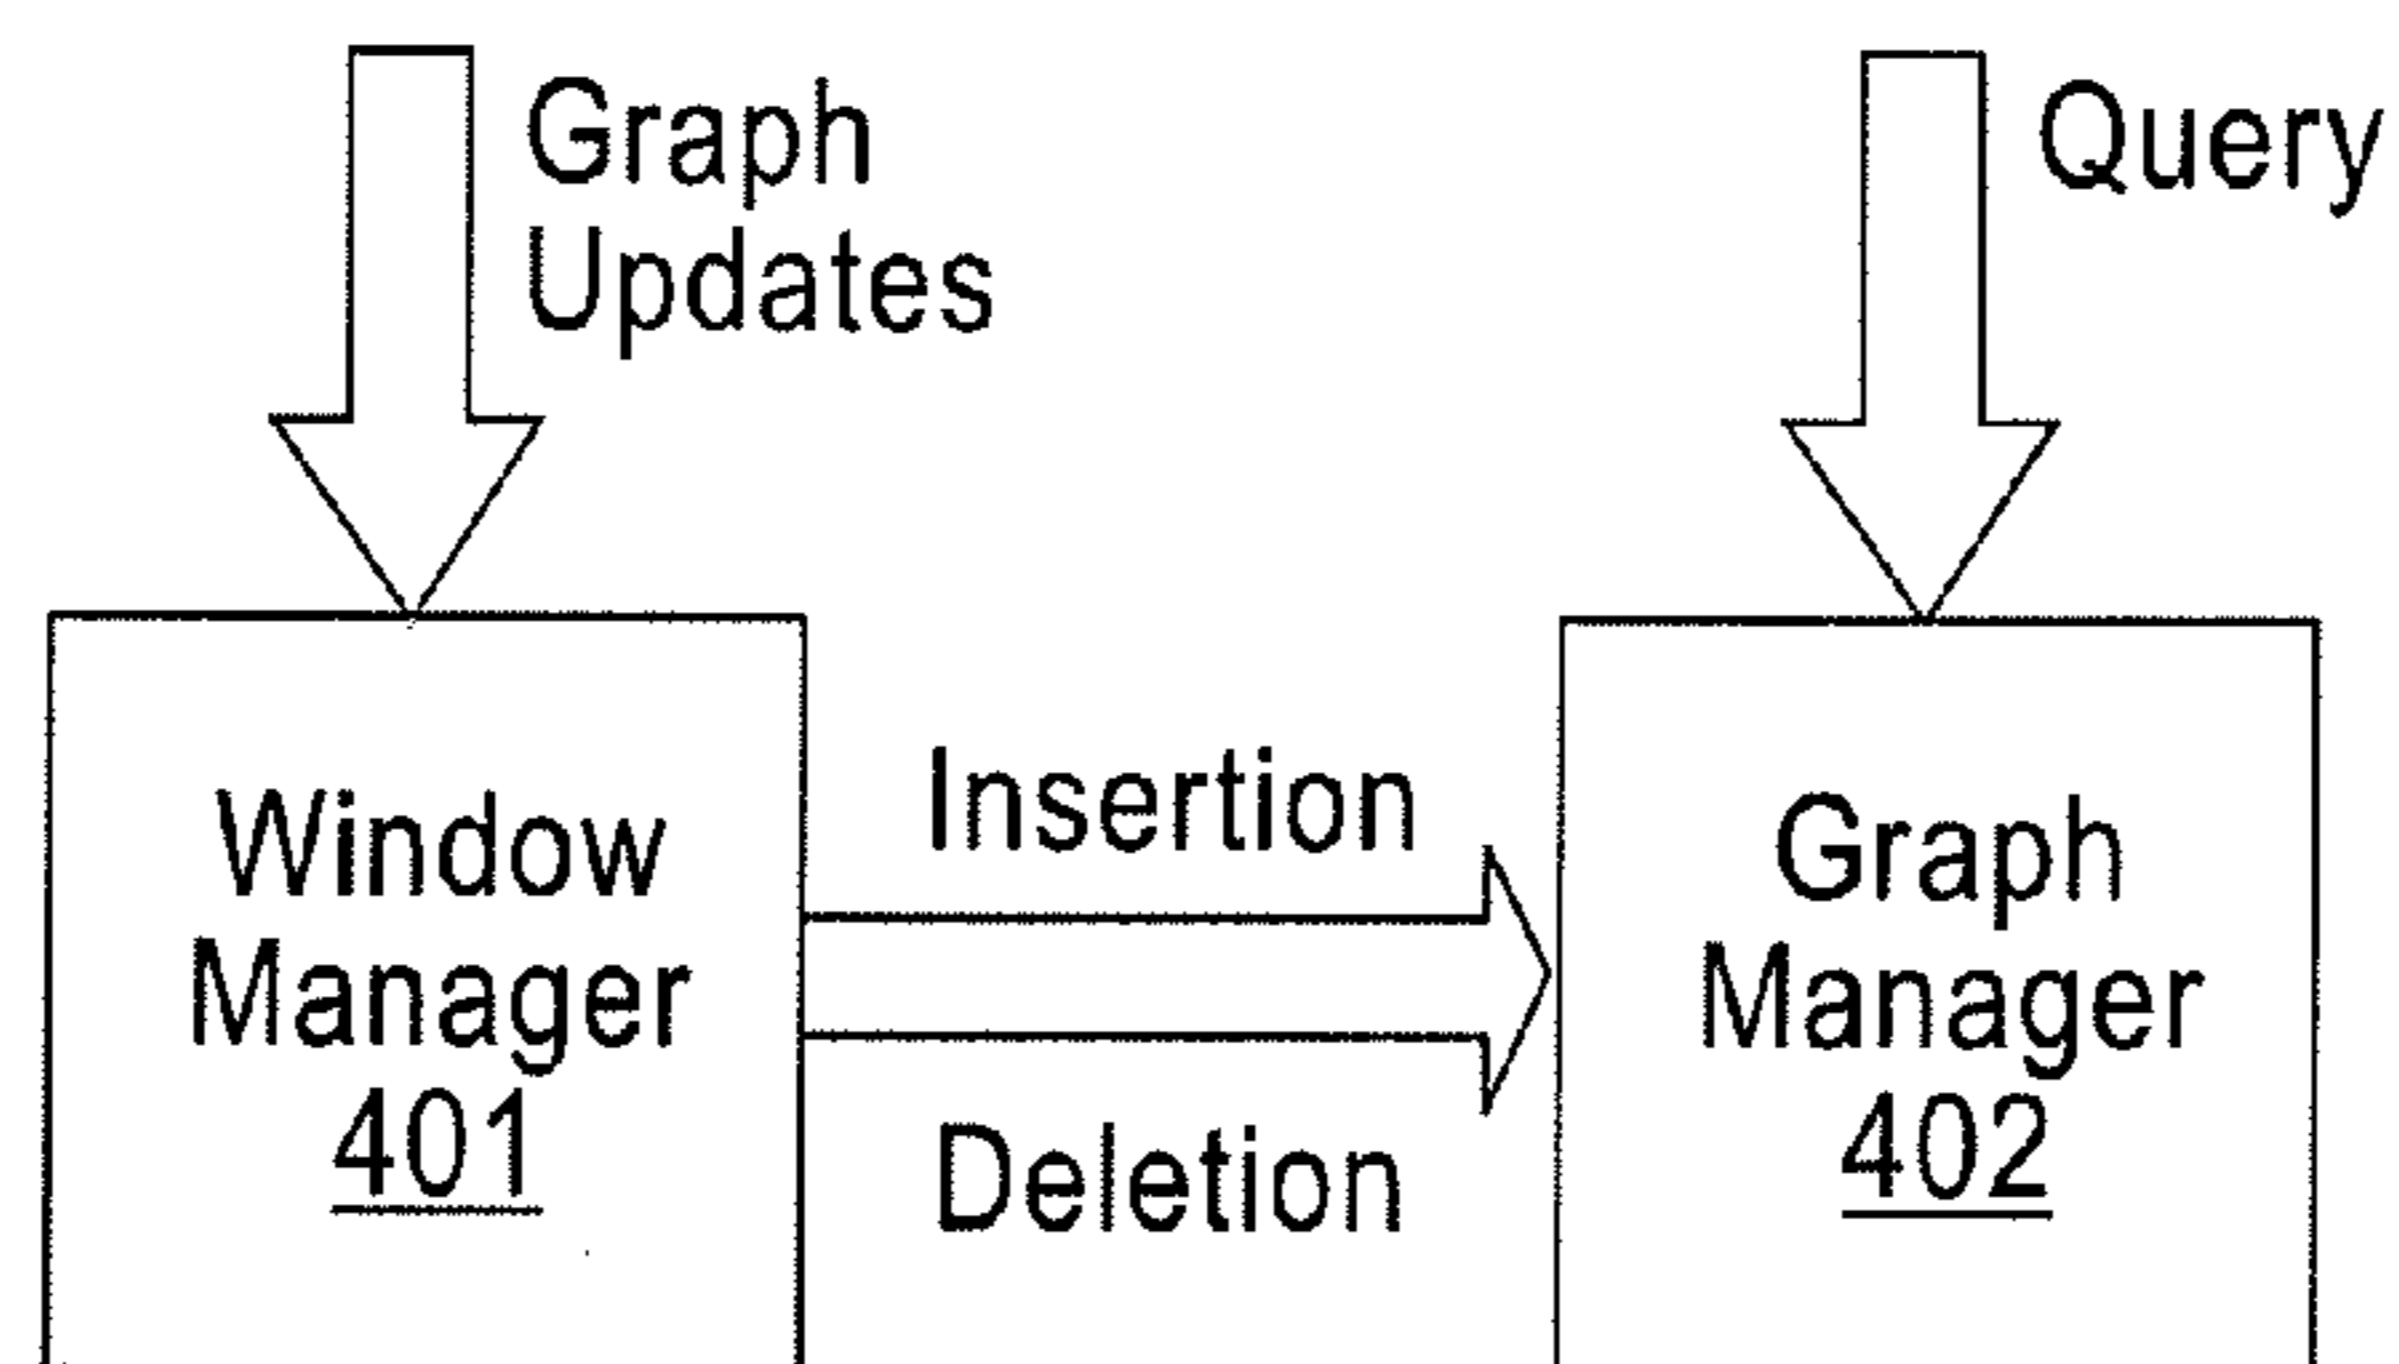 Graph
Updates
Query
Window
Manager
401
Insertion
Deletion
Graph
Manager
402